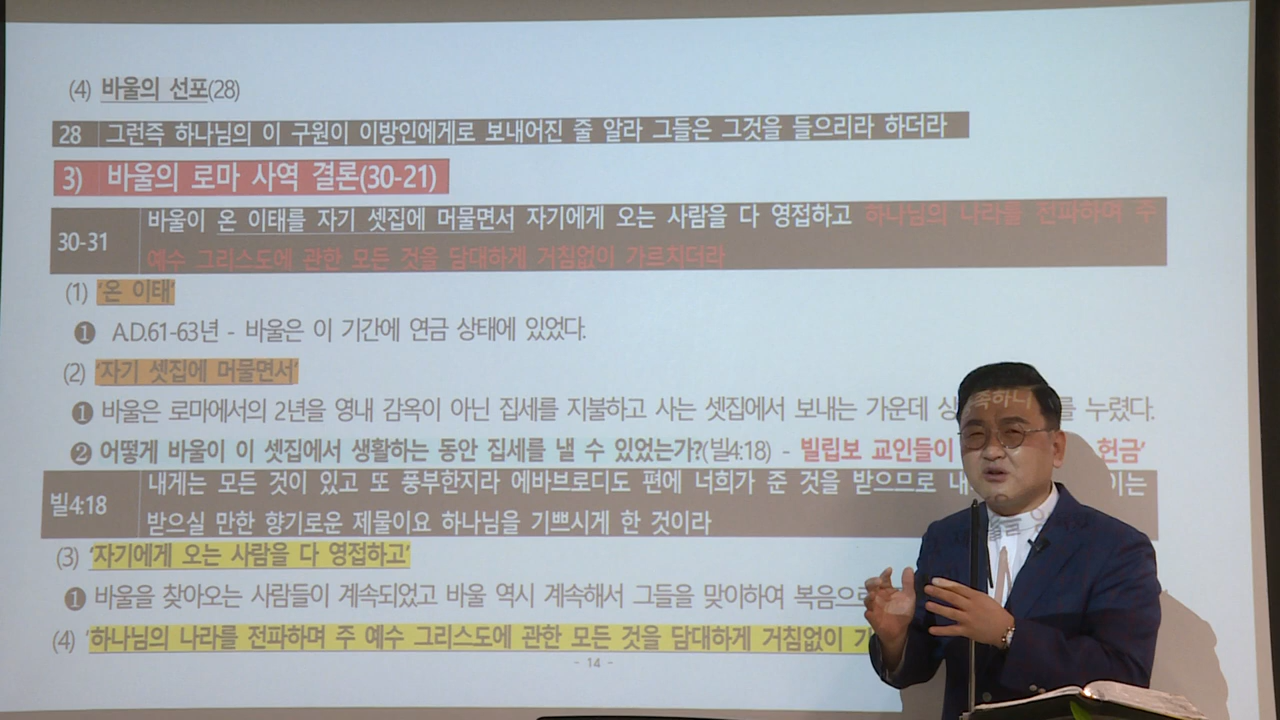 (4) 바울의 선포(28)
28 그런즉 하나님의 이 구원이 이방인에게로 보내어진 줄 알라 그들은 그것을 들으리라 하더라
3) 바울의 로마 사역 결론(30-21)
30-31 바울이 온 이태를 자기 셋집에 머물면서 자기에게 오는 사람을 다 영접하고 하나님의 나라를 전파하며 주
예수 그리스도에 관한 모든 것을 담대하게 거침없이 가르치더라
(1) '온 이태'
❶ A.D.61-63년 - 바울은 이 기간에 연금 상태에 있었다.
(2) '자기 셋집에 머물면서'
❶ 바울은 로마에서의 2년을 영내 감옥이 아닌 집세를 지불하고 사는 셋집에서 보내는 가운데 를 누렸다.
❷ 어떻게 바울이 이 셋집에서 생활하는 동안 집세를 낼 수 있었는가?(빌4:18) - 빌립보 교인들이 헌금'
빌4:18 내게는 모든 것이 있고 또 풍부한지라 에바브로디도 편에 너희가 준 것을 받으므로 이는
받으실 만한 향기로운 제물이요 하나님을 기쁘시게 한 것이라
(3) '자기에게 오는 사람을 다 영접하고'
❶ 바울을 찾아오는 사람들이 계속되었고 바울 역시 계속해서 그들을 맞이하여
(4) '하나님의 나라를 전파하며 주 예수 그리스도에 관한 모든 것을 담대하게 거침없이
- 14 -